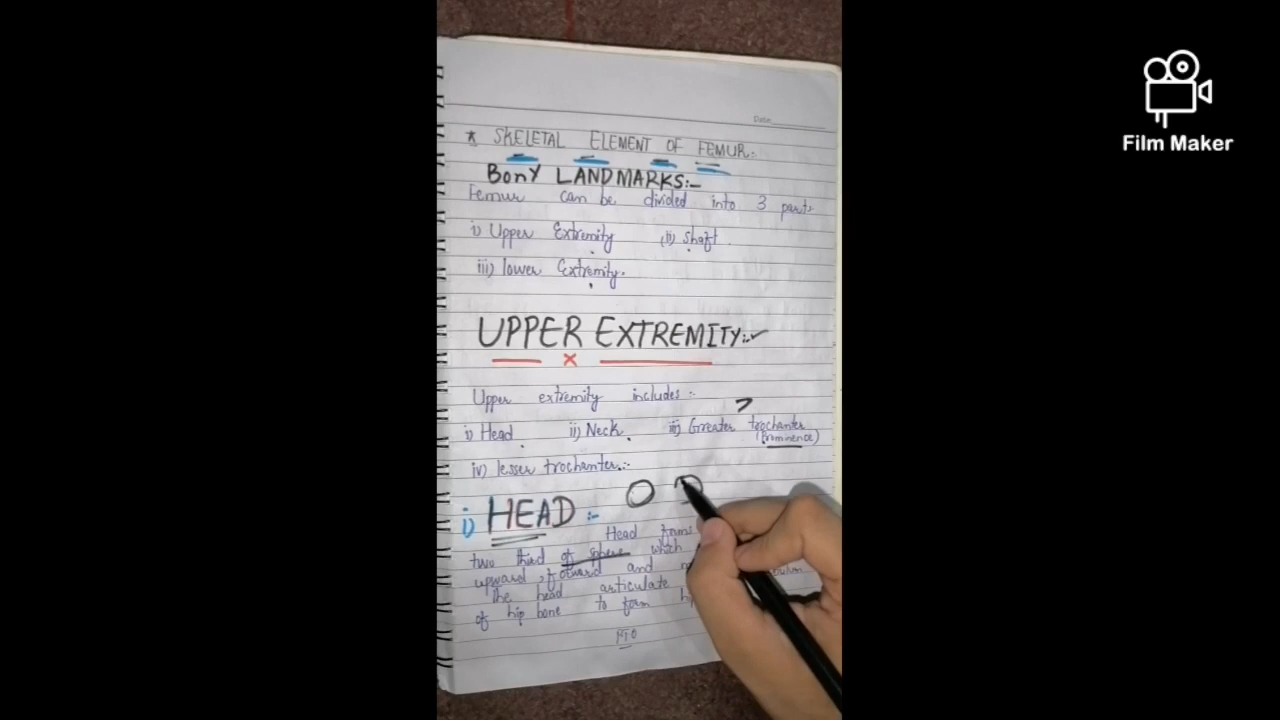 Film Maker
Date
* SKELETAL ELEMENT OF FEMUR:-
BONY LANDMARKS:-
Femur can be divided into 3 parts
i) Upper Extremity (ii) Shaft.
iii) lower Extremity.
UPPER EXTREMITY:-
x
Upper extremity includes :-
i) Head ii) Neck iii) Greater trochanter
(Prominence)
iv) lesser trochanter :-
i) HEAD :-
Head forms
two third of sphere which
upward, forward and
The head articulate
of hip bone to form